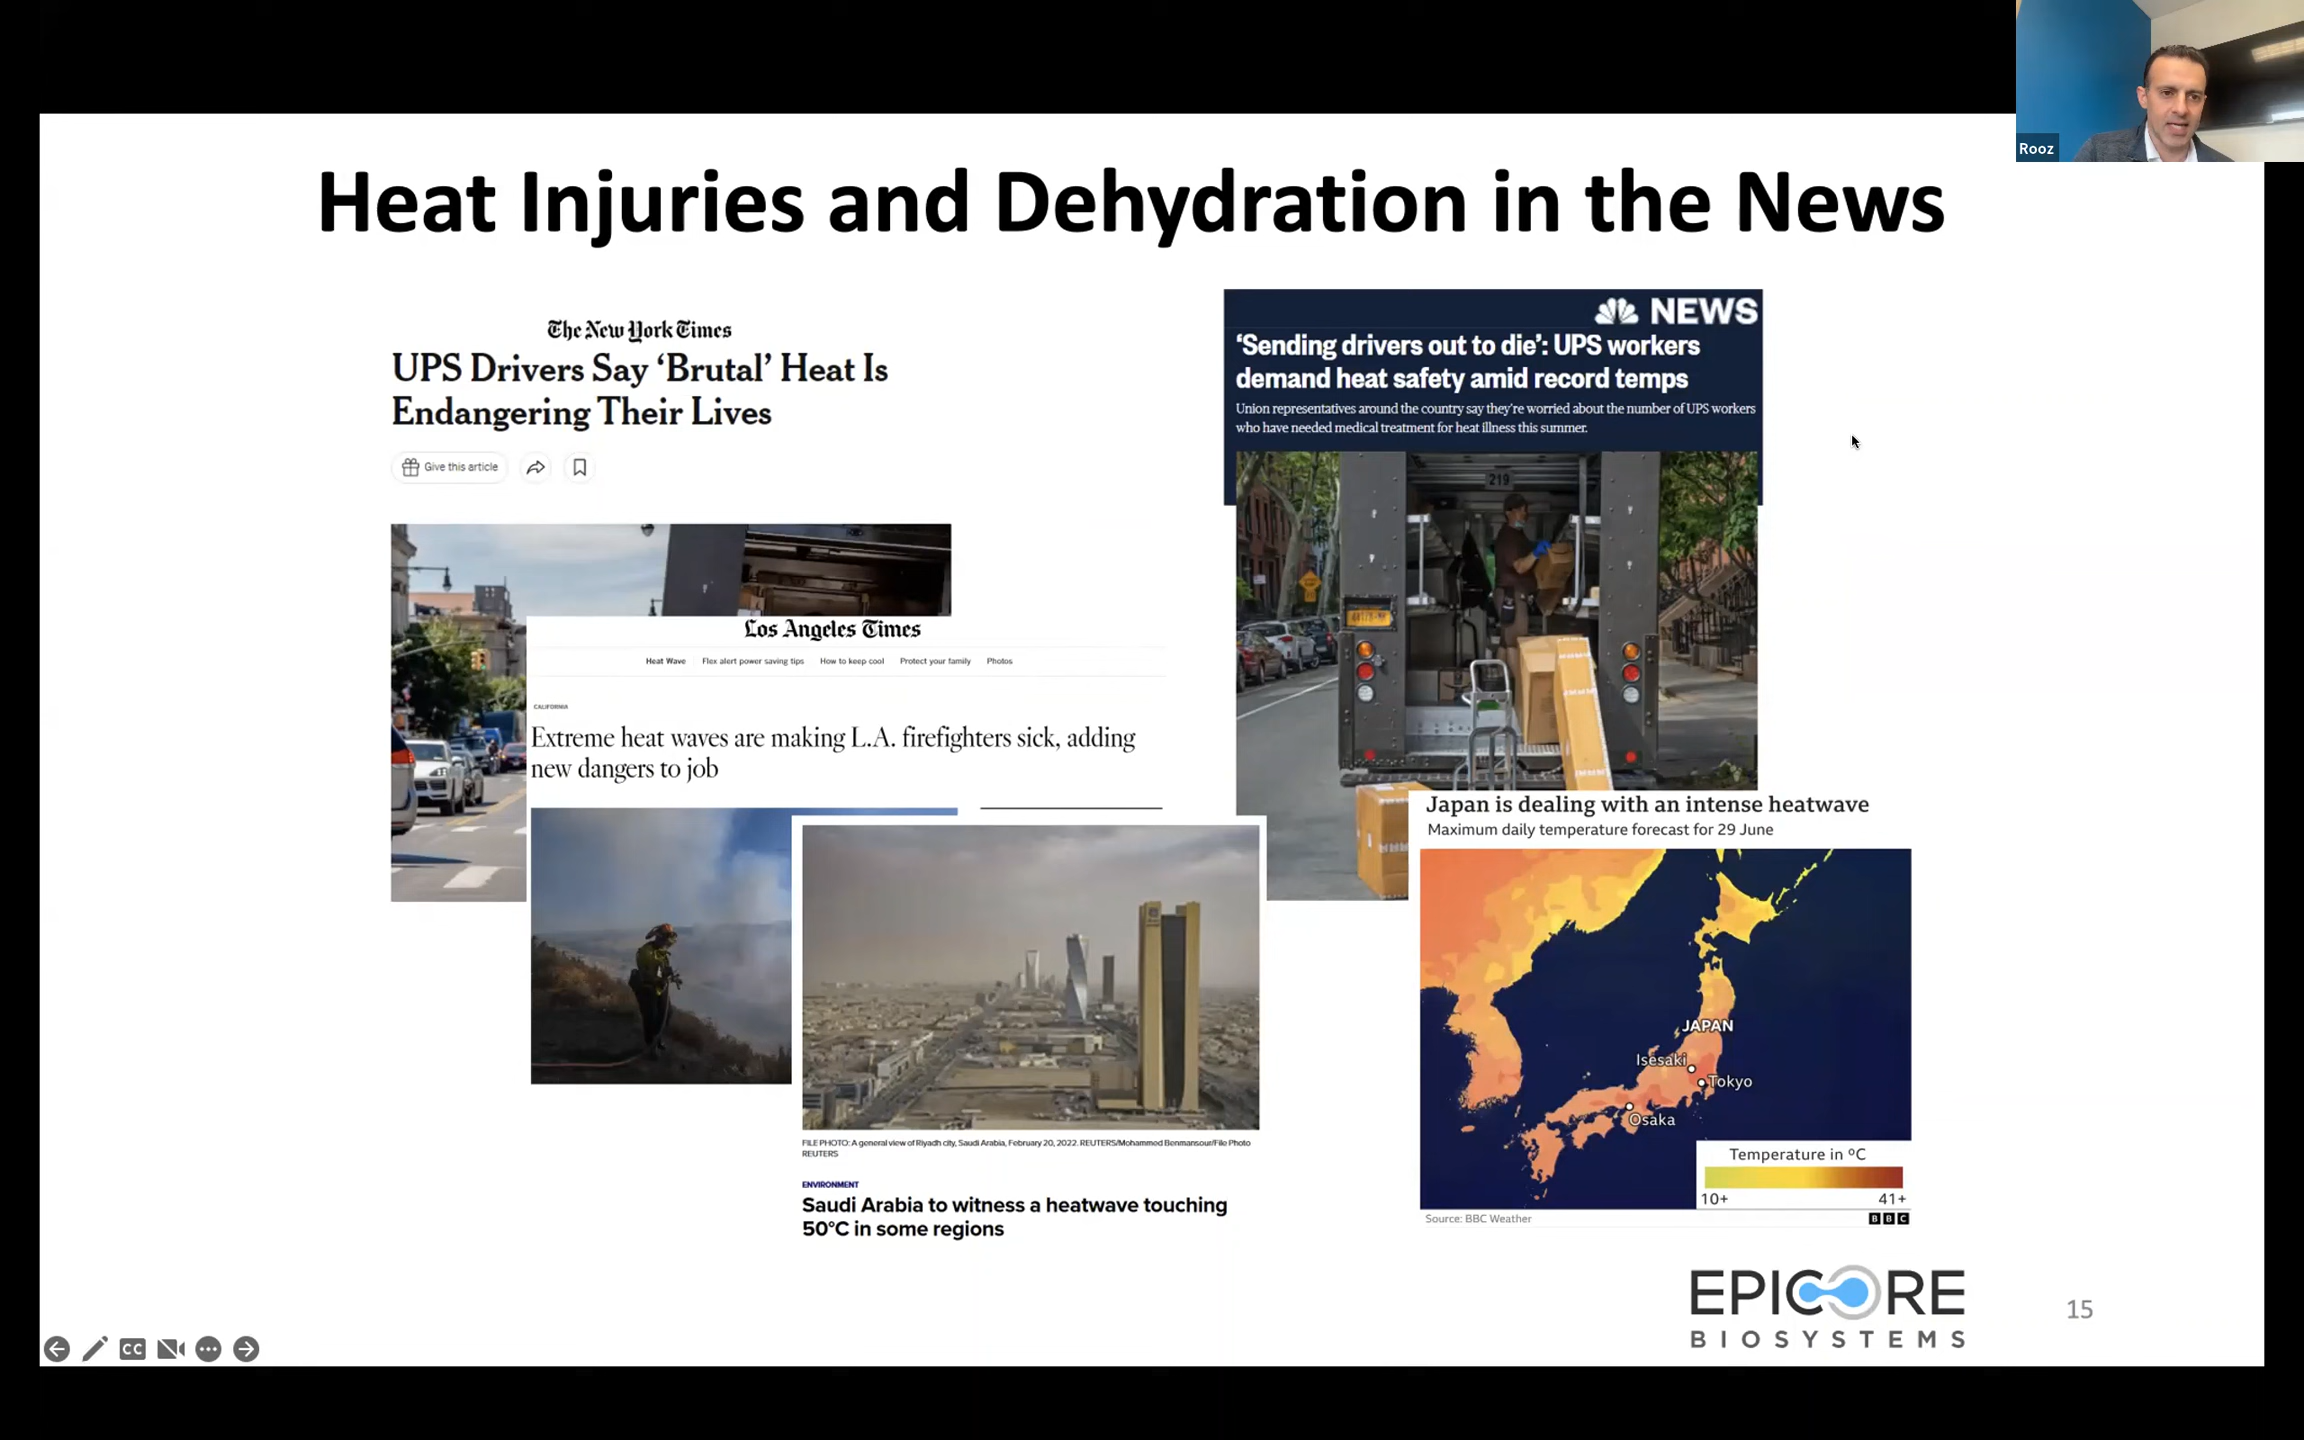 Rooz
Heat Injuries and Dehydration in the News
The New York Times
UPS Drivers Say ‘Brutal’ Heat Is
Endangering Their Lives
Give this article
NEWS
‘Sending drivers out to die’: UPS workers
demand heat safety amid record temps
Union representatives around the country say they’re worried about the number of UPS workers
who have needed medical treatment for heat illness this summer.
219
Los Angeles Times
Heat Wave Flex alert power saving tips How to keep cool Protect your family Photos
CALIFORNIA
Extreme heat waves are making L.A. firefighters sick, adding
new dangers to job
FILE PHOTO: A general view of Riyadh city, Saudi Arabia, February 20, 2022. REUTERS/Mohammed Benmansour/File Photo
REUTERS
ENVIRONMENT
Saudi Arabia to witness a heatwave touching
50°C in some regions
Japan is dealing with an intense heatwave
Maximum daily temperature forecast for 29 June
JAPAN
Isesaki
Tokyo
Osaka
Temperature in ºC
10+ 41+
Source: BBC Weather
BBC
EPICORE
BIOSYSTEMS
15
CC